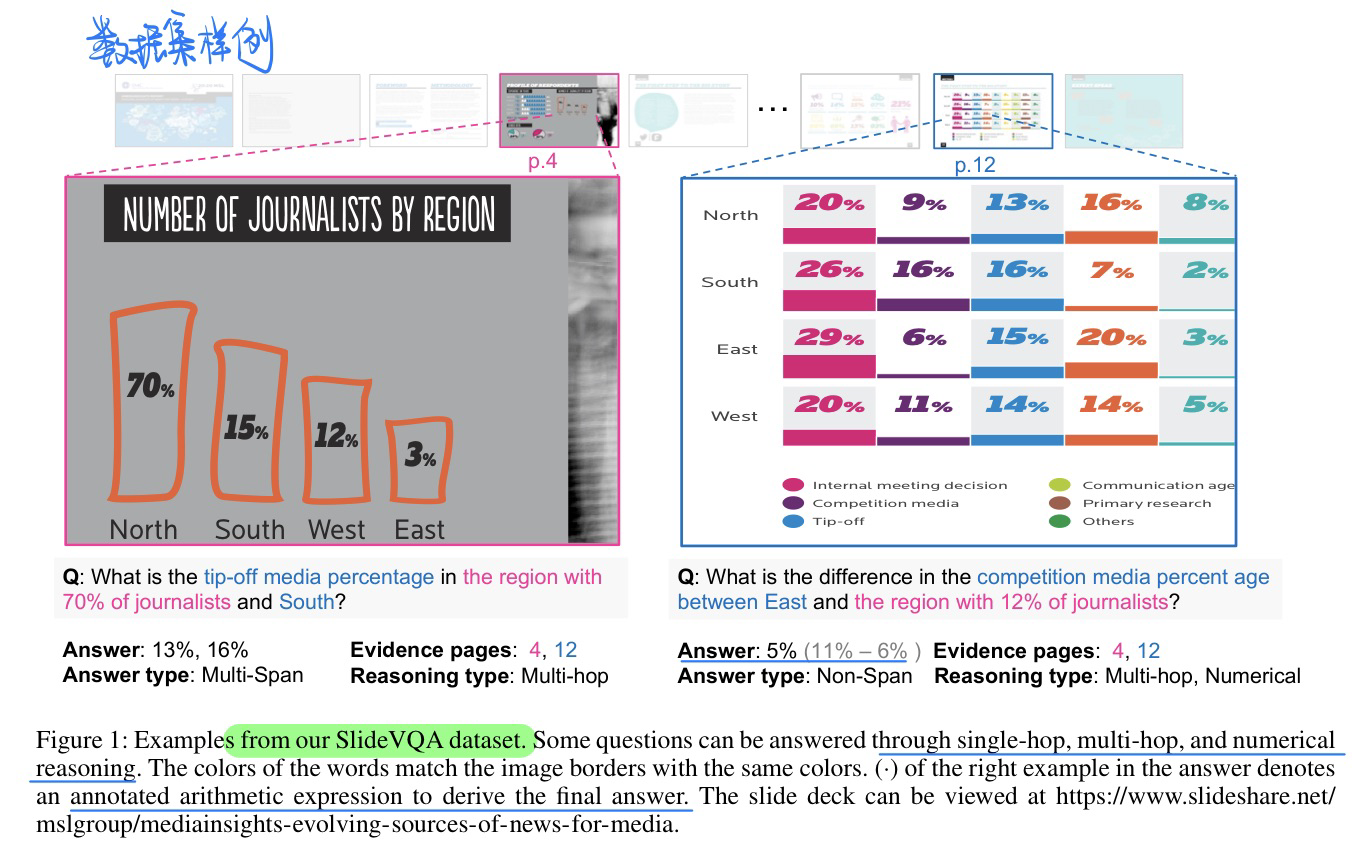 数据集样例
PROFILE OF RESPONDENTS
...
p.4
p.12
NUMBER OF JOURNALISTS BY REGION
70%
15%
12%
3%
North South West East
North 20% 9% 13% 16% 8%
South 26% 16% 16% 7% 2%
East 29% 6% 15% 20% 3%
West 20% 11% 14% 14% 5%
Internal meeting decision Communication age
Competition media Primary research
Tip-off Others
Q: What is the tip-off media percentage in the region with
70% of journalists and South?
Answer: 13%, 16% Evidence pages: 4, 12
Answer type: Multi-Span Reasoning type: Multi-hop
Q: What is the difference in the competition media percent age
between East and the region with 12% of journalists?
Answer: 5% (11% – 6% ) Evidence pages: 4, 12
Answer type: Non-Span Reasoning type: Multi-hop, Numerical
Figure 1: Examples from our SlideVQA dataset. Some questions can be answered through single-hop, multi-hop, and numerical
reasoning. The colors of the words match the image borders with the same colors. (·) of the right example in the answer denotes
an annotated arithmetic expression to derive the final answer. The slide deck can be viewed at https://www.slideshare.net/
mslgroup/mediainsights-evolving-sources-of-news-for-media.